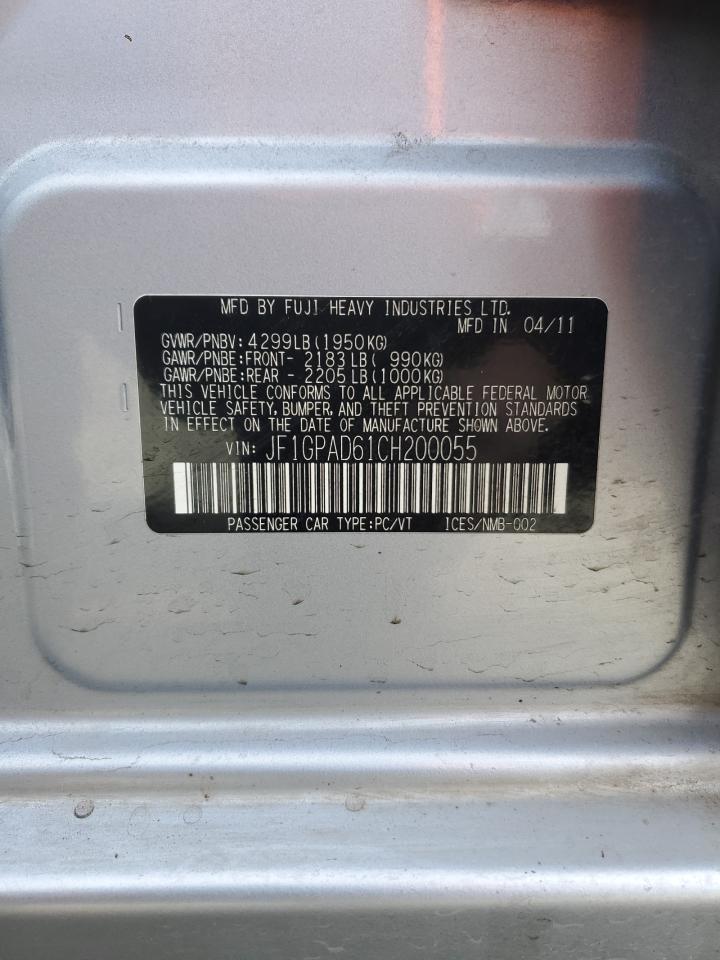 MFD BY FUJI HEAVY INDUSTRIES LTD.
MFD IN 04/11
GVWR/PNBV: 4299LB(1950KG)
GAWR/PNBE:FRONT- 2183LB( 990KG)
GAWR/PNBE:REAR - 2205LB(1000KG)
THIS VEHICLE CONFORMS TO ALL APPLICABLE FEDERAL MOTOR
VEHICLE SAFETY, BUMPER, AND THEFT PREVENTION STANDARDS
IN EFFECT ON THE DATE OF MANUFACTURE SHOWN ABOVE.
VIN: JF1GPAD61CH200055
PASSENGER CAR TYPE:PC/VT ICES/NMB-002